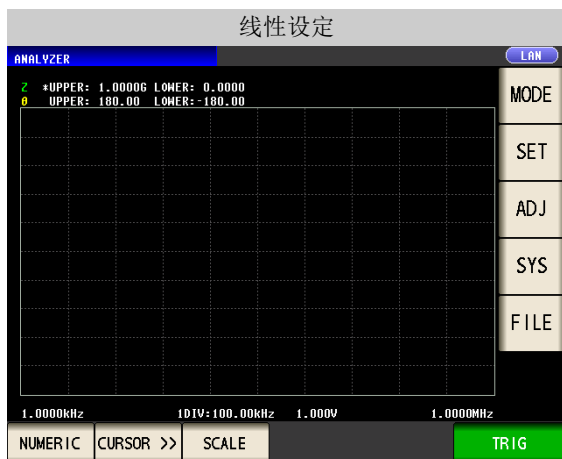 线性设定
ANALYZER LAN
Z *UPPER: 1.0000G LOWER: 0.0000
θ UPPER: 180.00 LOWER:-180.00
MODE
SET
ADJ
SYS
FILE
1.0000kHz 1DIV:100.00kHz 1.000V 1.0000MHz
NUMERIC CURSOR >> SCALE TRIG